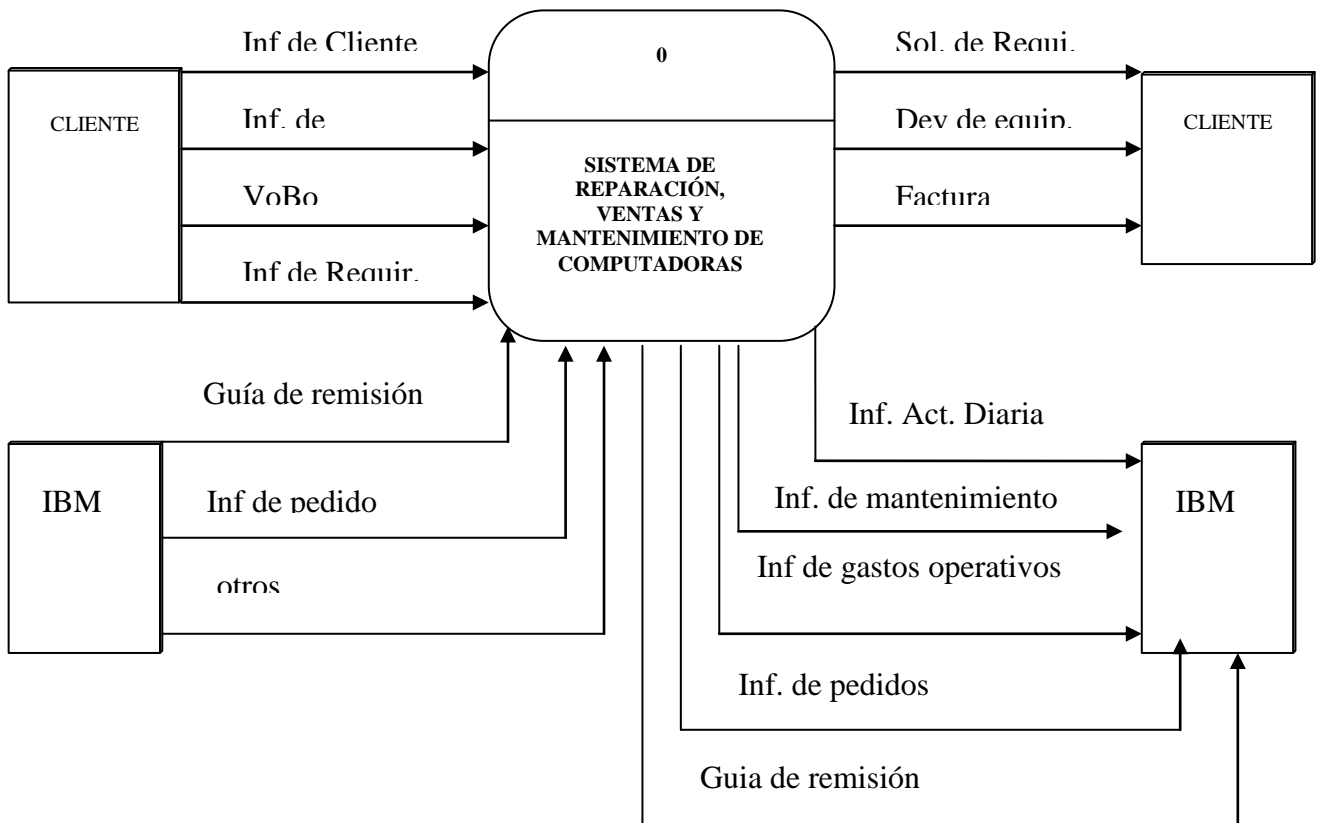 Inf de Cliente
Inf. de
VoBo
Inf de Requir.
CLIENTE
0
SISTEMA DE
REPARACIÓN,
VENTAS Y
MANTENIMIENTO DE
COMPUTADORAS
Sol. de Requi.
Dev de equip.
Factura
CLIENTE
Guía de remisión
IBM
Inf de pedido
otros
Inf. Act. Diaria
Inf. de mantenimiento
IBM
Inf de gastos operativos
Inf. de pedidos
Guia de remisión